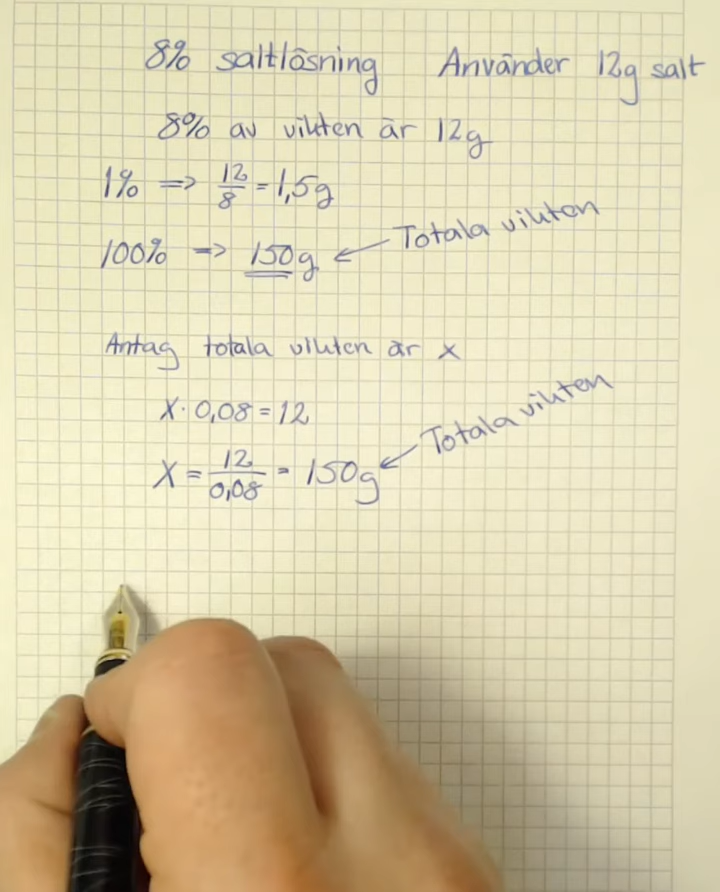 8% saltlösning Använder 12g salt
8% av vikten är 12g
1% => 12/8 = 1,5g
100% => 150g ← Totala vikten
Antag totala vikten är x
x · 0,08 = 12
x = 12/0,08 = 150g ← Totala vikten